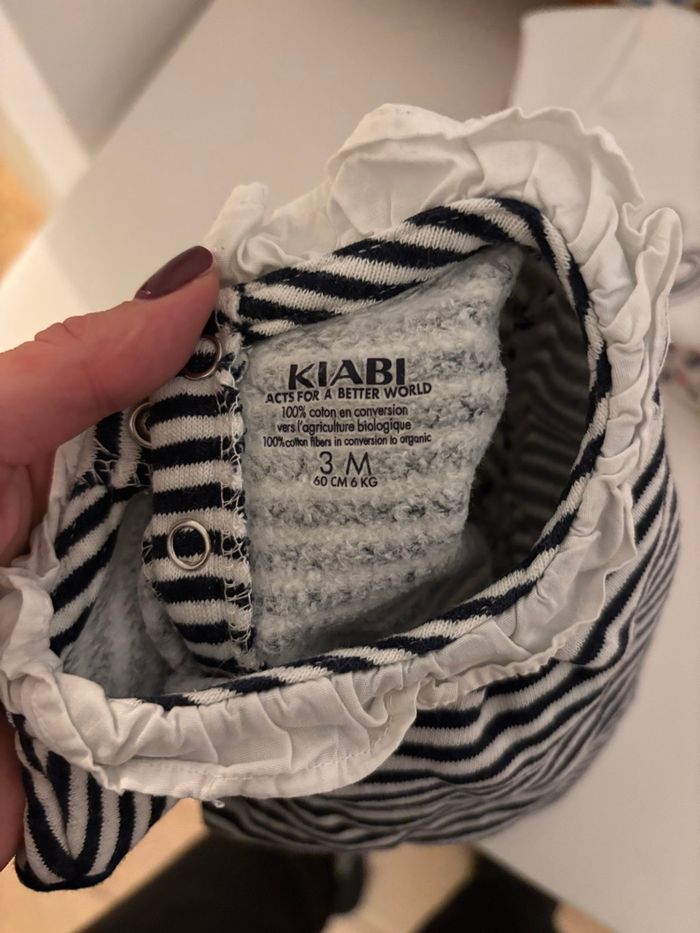 KIABI
ACTS FOR A BETTER WORLD
100% coton en conversion
vers l'agriculture biologique
100% cotton fibers in conversion to organic
3 M
60 CM 6 KG